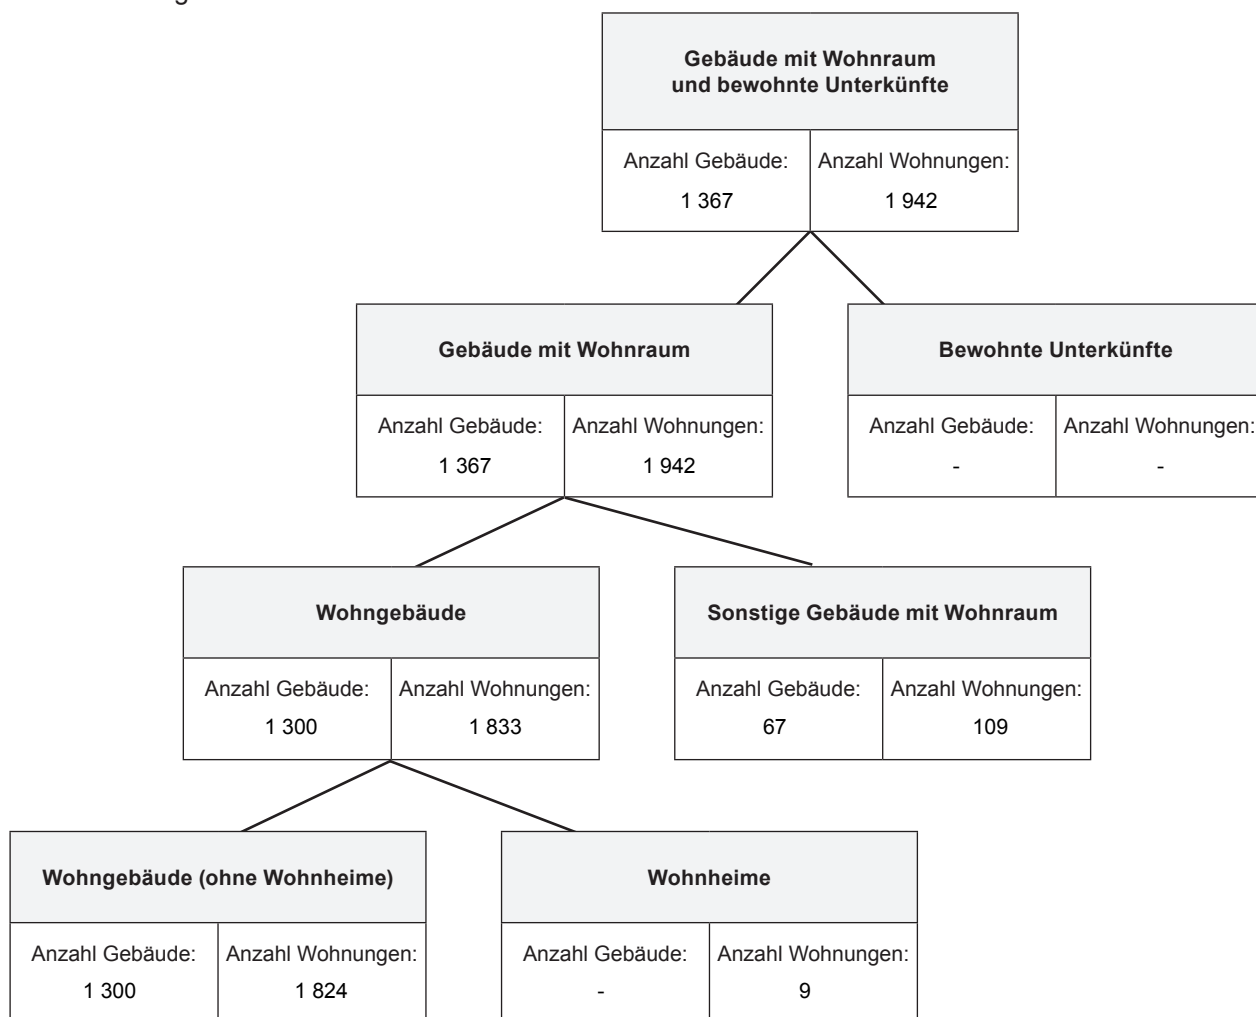 Gebäude mit Wohnraum
und bewohnte Unterkünfte
Anzahl Gebäude: Anzahl Wohnungen:
1 367 1 942
Gebäude mit Wohnraum Bewohnte Unterkünfte
Anzahl Gebäude: Anzahl Wohnungen: Anzahl Gebäude: Anzahl Wohnungen:
1 367 1 942 - -
Wohngebäude Sonstige Gebäude mit Wohnraum
Anzahl Gebäude: Anzahl Wohnungen: Anzahl Gebäude: Anzahl Wohnungen:
1 300 1 833 67 109
Wohngebäude (ohne Wohnheime) Wohnheime
Anzahl Gebäude: Anzahl Wohnungen: Anzahl Gebäude: Anzahl Wohnungen:
1 300 1 824 - 9